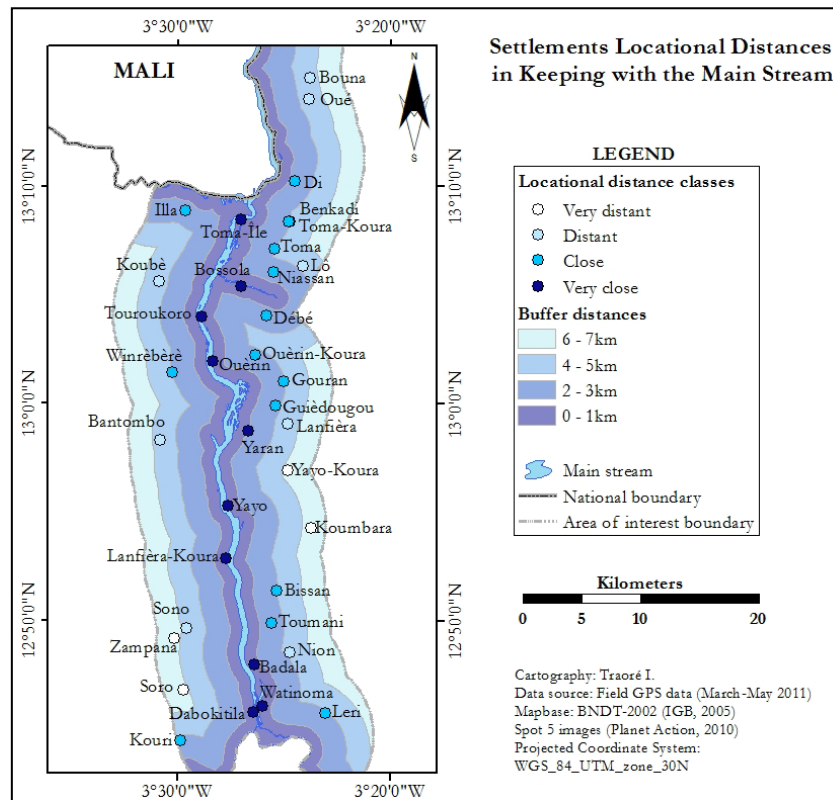 3°30'0"W
3°20'0"W
Settlements Locational Distances
in Keeping with the Main Stream
MALI
N
S
Bouna
Oué
13°10'0"N
13°10'0"N
Di
Illa
Benkadi
Toma-Île
Toma-Koura
Toma
Bossola
Lô
Koubè
Niassan
Touroukoro
Débé
Winrèbèrè
Ouèrin-Koura
Ouèrin
Gouran
13°0'0"N
13°0'0"N
Guièdougou
Bantombo
Lanfièra
Yaran
Yayo-Koura
Yayo
Koumbara
Lanfièra-Koura
Bissan
Sono
12°50'0"N
12°50'0"N
Toumani
Zampana
Nion
Badala
Soro
Watinoma
Dabokitila
Leri
Kouri
3°30'0"W
3°20'0"W
LEGEND
Locational distance classes
Very distant
Distant
Close
Very close
Buffer distances
6 - 7km
4 - 5km
2 - 3km
0 - 1km
Main stream
National boundary
Area of interest boundary
Kilometers
0 5 10 20
Cartography: Traoré I.
Data source: Field GPS data (March-May 2011)
Mapbase: BNDT-2002 (IGB, 2005)
Spot 5 images (Planet Action, 2010)
Projected Coordinate System:
WGS_84_UTM_zone_30N